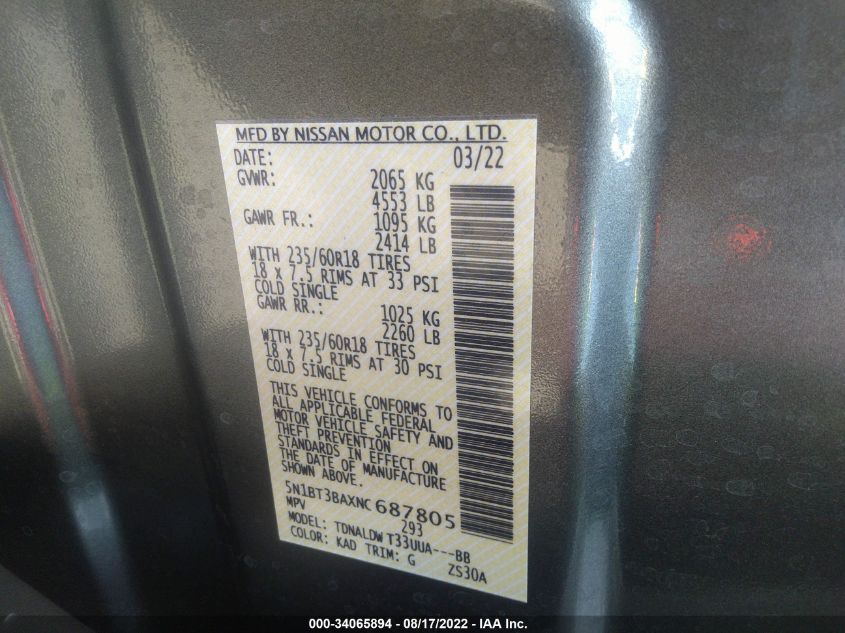 MFD BY NISSAN MOTOR CO., LTD.
DATE: 03/22
GVWR: 2065 KG
4553 LB
GAWR FR.: 1095 KG
2414 LB
WITH 235/60R18 TIRES
18 x 7.5 RIMS AT 33 PSI
COLD SINGLE
GAWR RR.: 1025 KG
2260 LB
WITH 235/60R18 TIRES
18 x 7.5 RIMS AT 30 PSI
COLD SINGLE
THIS VEHICLE CONFORMS TO
ALL APPLICABLE FEDERAL
MOTOR VEHICLE SAFETY AND
THEFT PREVENTION
STANDARDS IN EFFECT ON
THE DATE OF MANUFACTURE
SHOWN ABOVE.
5N1BT3BAXNC687805
MPV 293
MODEL: TDNALDW T33UUA---BB
COLOR: KAD TRIM: G ZS30A
000-34065894 - 08/17/2022 - IAA Inc.